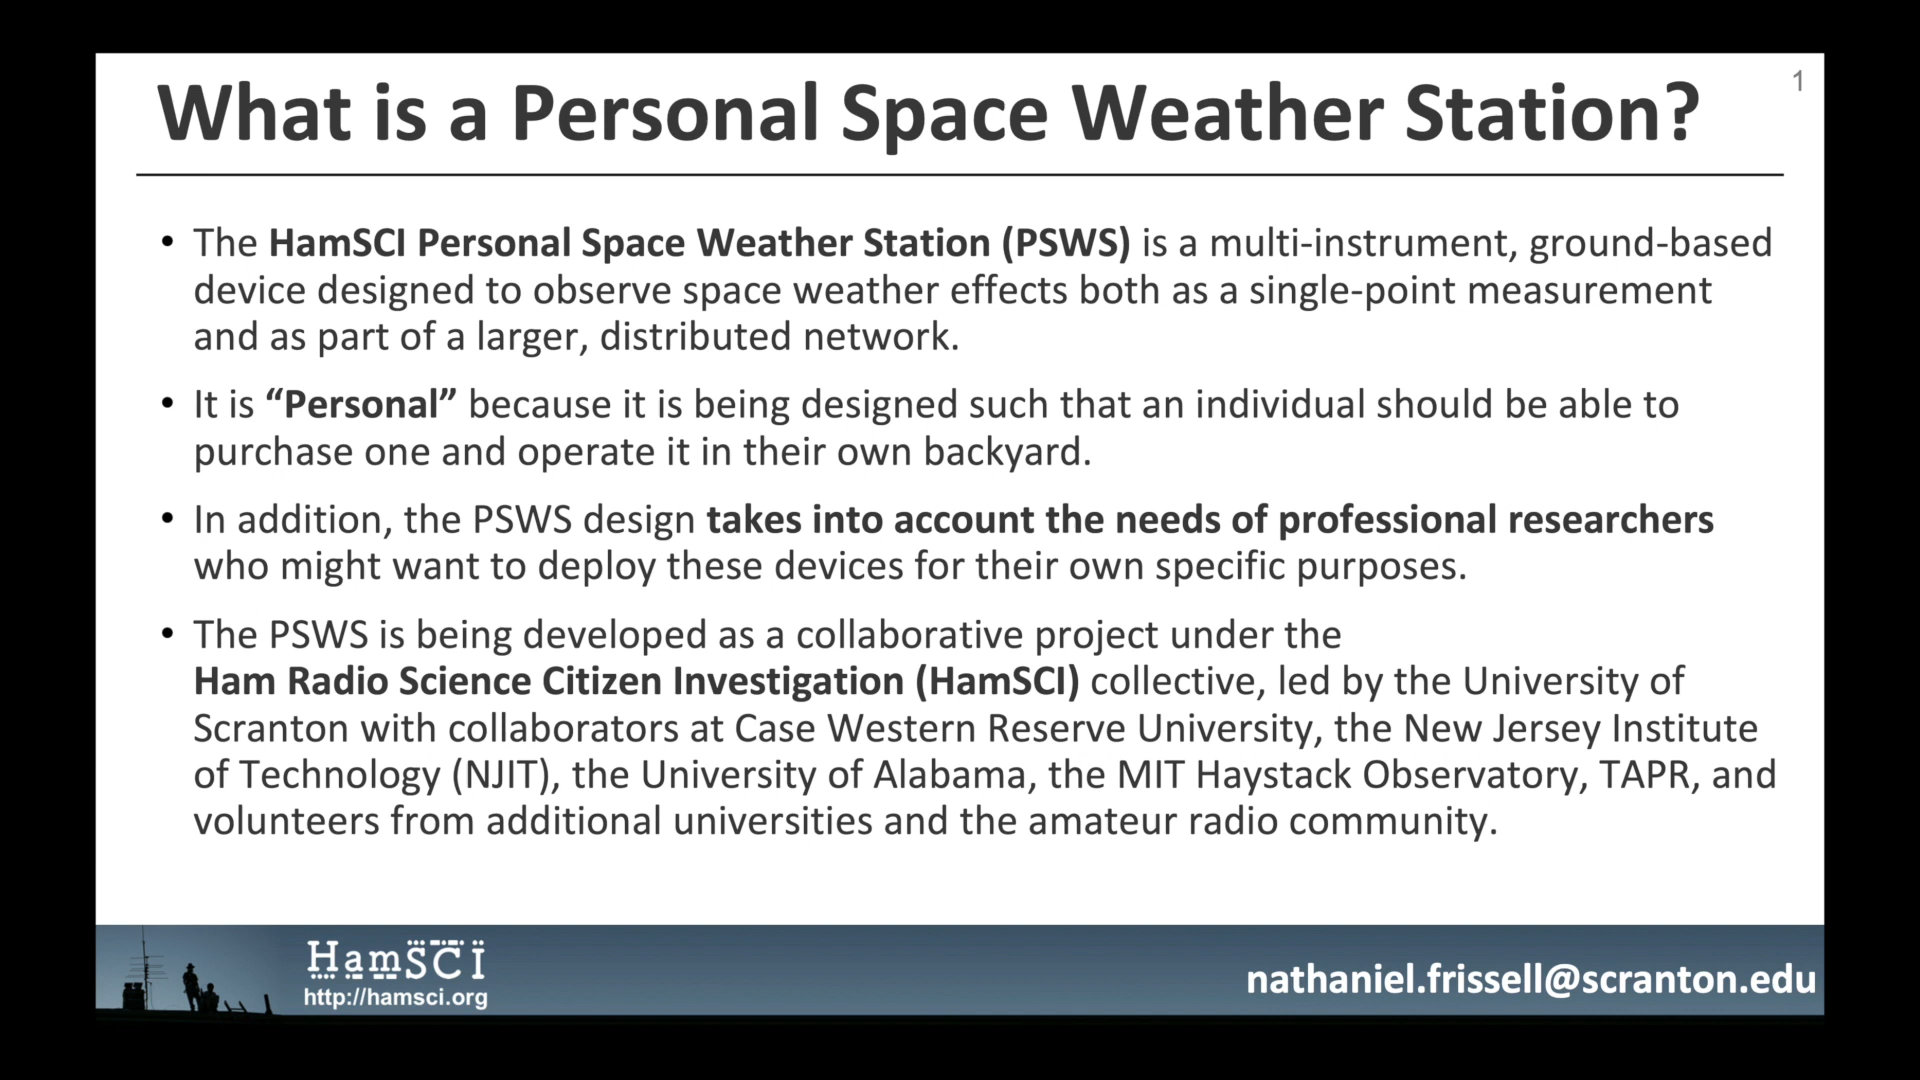 What is a Personal Space Weather Station?
1
• The HamSCI Personal Space Weather Station (PSWS) is a multi-instrument, ground-based
device designed to observe space weather effects both as a single-point measurement
and as part of a larger, distributed network.
• It is “Personal” because it is being designed such that an individual should be able to
purchase one and operate it in their own backyard.
• In addition, the PSWS design takes into account the needs of professional researchers
who might want to deploy these devices for their own specific purposes.
• The PSWS is being developed as a collaborative project under the
Ham Radio Science Citizen Investigation (HamSCI) collective, led by the University of
Scranton with collaborators at Case Western Reserve University, the New Jersey Institute
of Technology (NJIT), the University of Alabama, the MIT Haystack Observatory, TAPR, and
volunteers from additional universities and the amateur radio community.
HamSCI
http://hamsci.org
nathaniel.frissell@scranton.edu